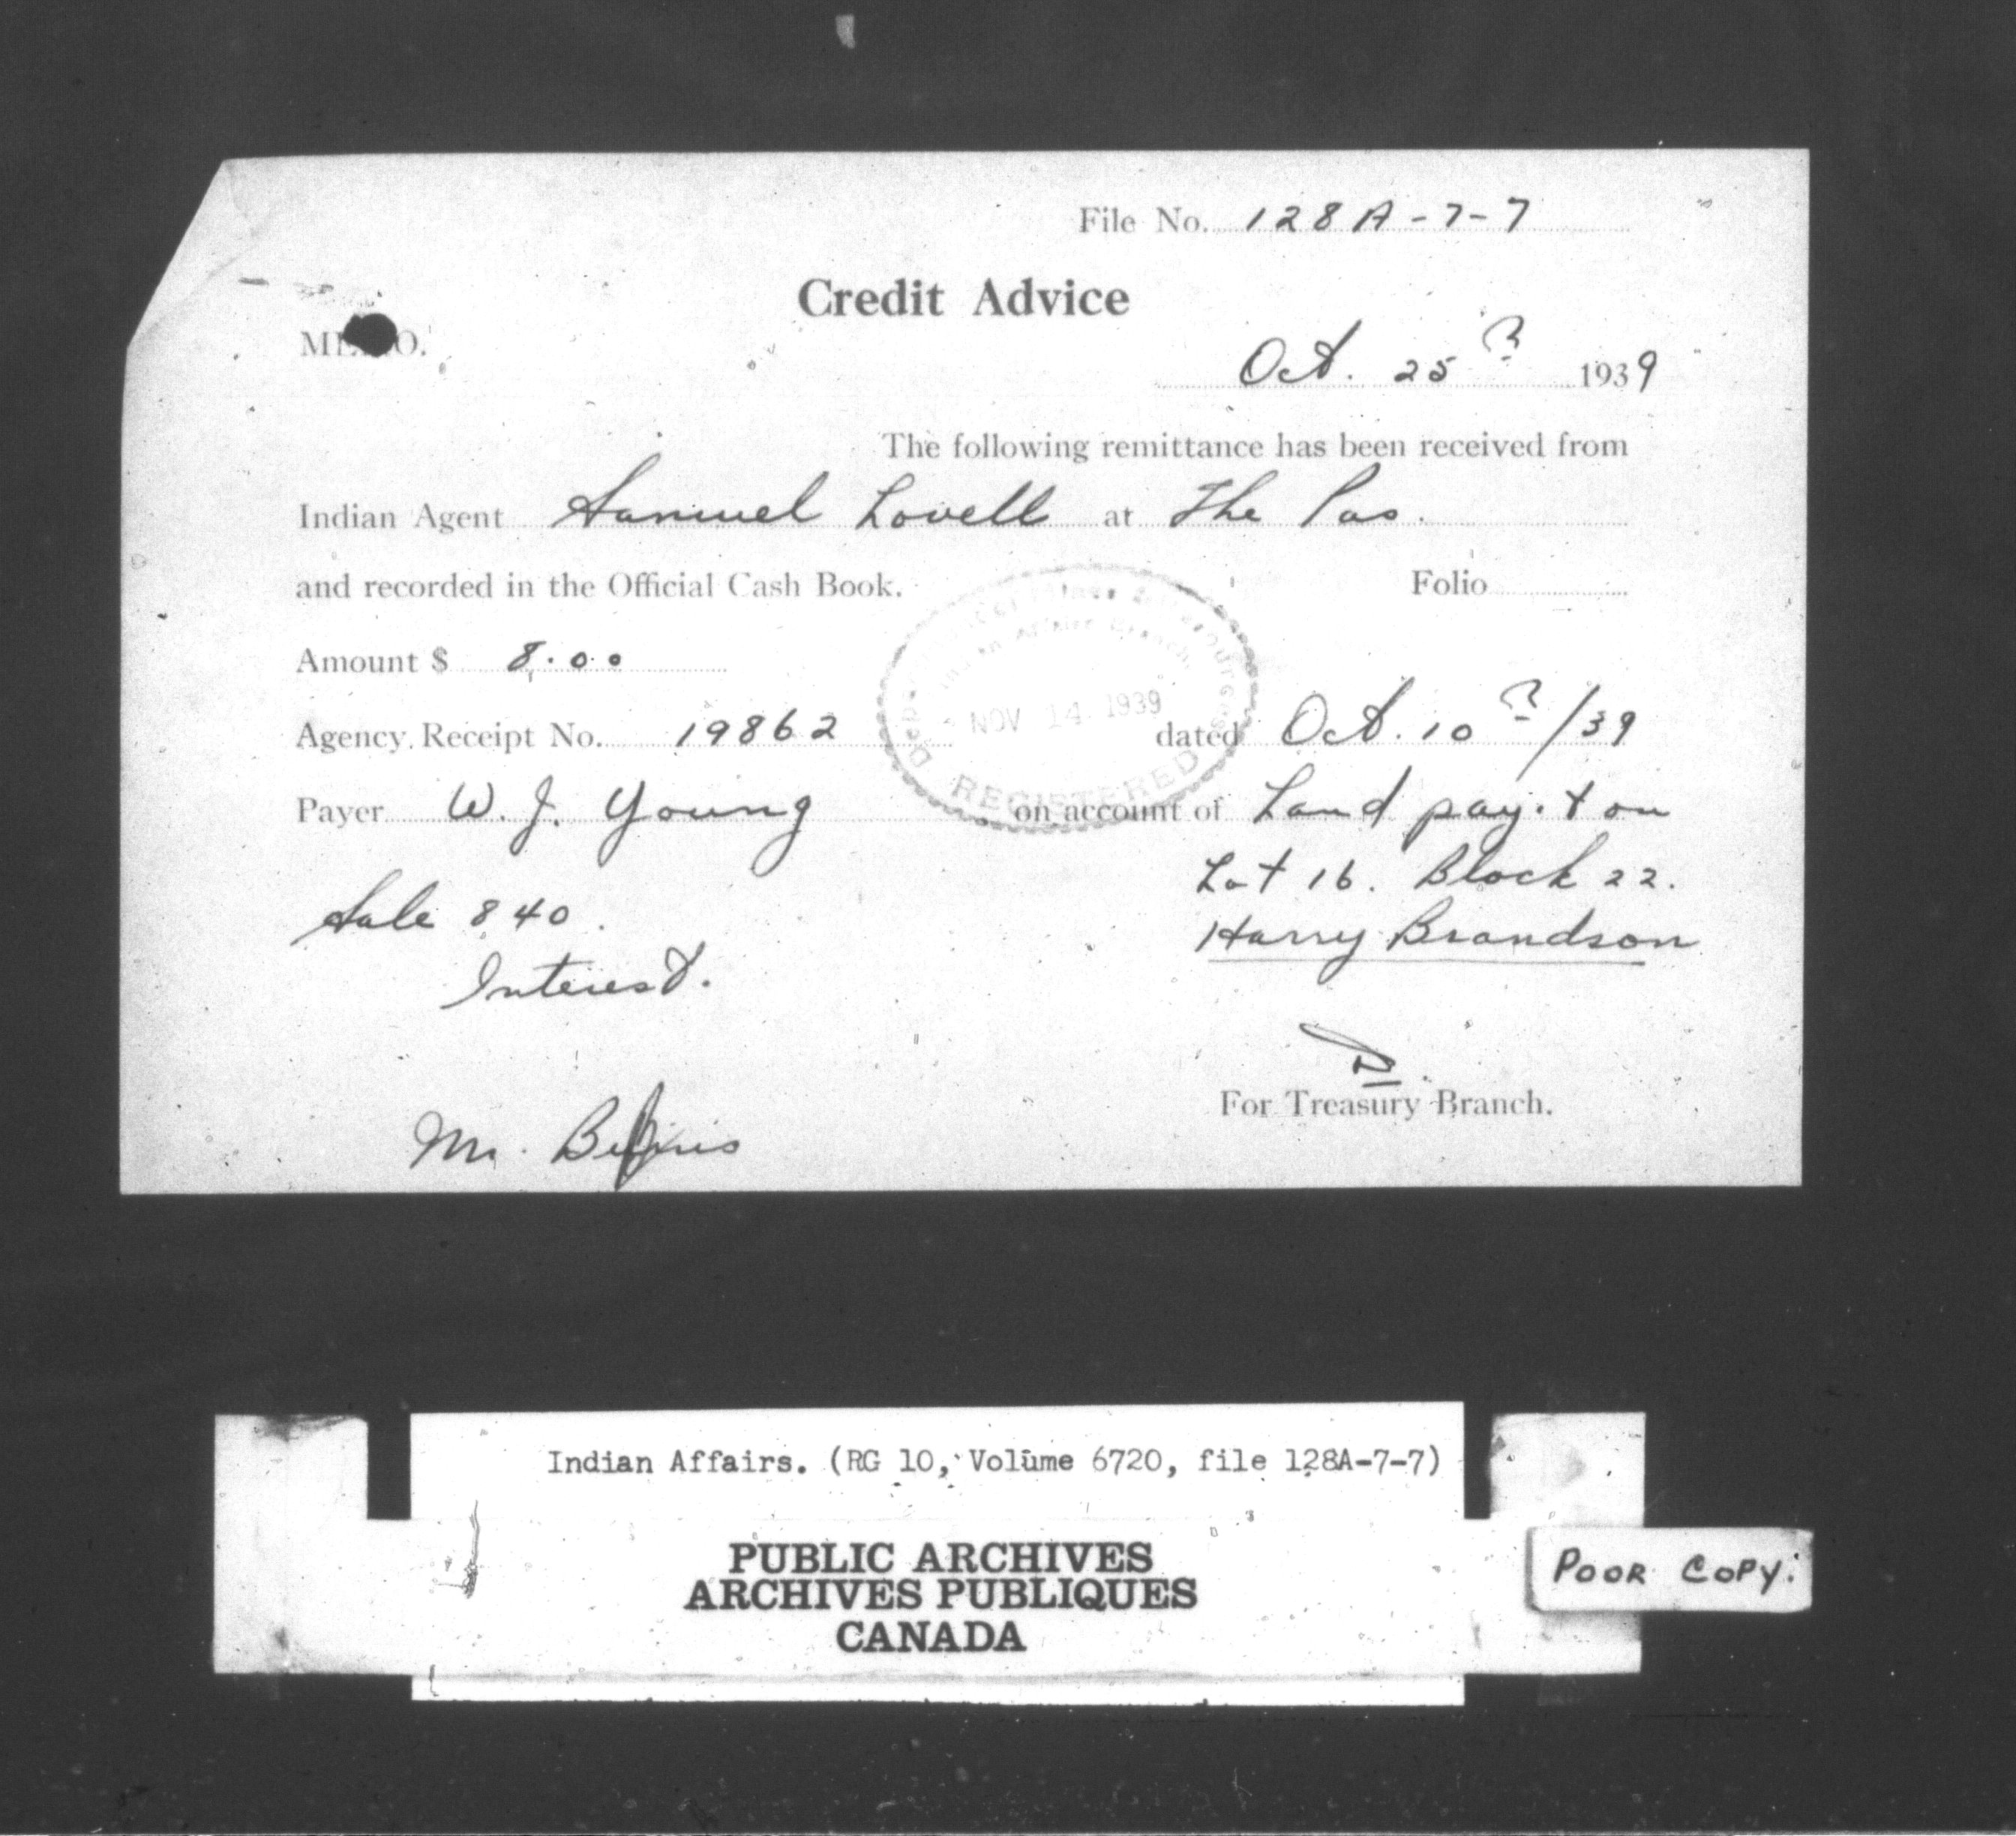 File No. 128A-7-7
Credit Advice
MEMO.
Oct. 25th 1939
The following remittance has been received from
Indian Agent Samuel Lovell at The Pas.
and recorded in the Official Cash Book. Folio
Amount $ 8.00
Indian Affairs Branch
NOV 14 1939
REGISTERED
Agency Receipt No. 19862 dated Oct. 10th/39
Payer W. J. Young on account of Land pay.t on
Lot 16. Block 22.
Sale 840.
Harry Brandson
Interest.
For Treasury Branch.
Mr.
Indian Affairs. (RG 10, Volume 6720, file 128A-7-7)
PUBLIC ARCHIVES
ARCHIVES PUBLIQUES
CANADA
POOR COPY.